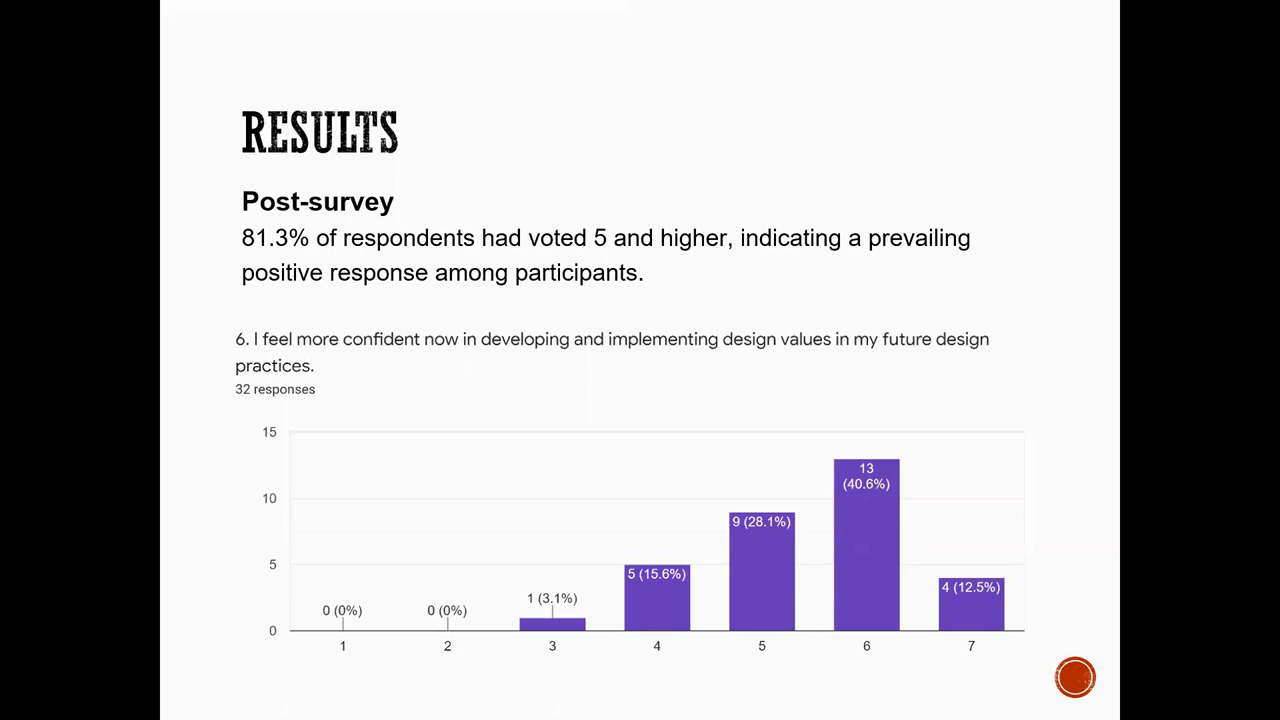 RESULTS
Post-survey
81.3% of respondents had voted 5 and higher, indicating a prevailing
positive response among participants.
6. I feel more confident now in developing and implementing design values in my future design
practices.
32 responses
15
10
5
0
0 (0%)
0 (0%)
1 (3.1%)
5 (15.6%)
9 (28.1%)
13
(40.6%)
4 (12.5%)
1
2
3
4
5
6
7